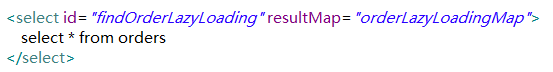 <select id="findOrderLazyLoading" resultMap="orderLazyLoadingMap">
select * from orders
</select>